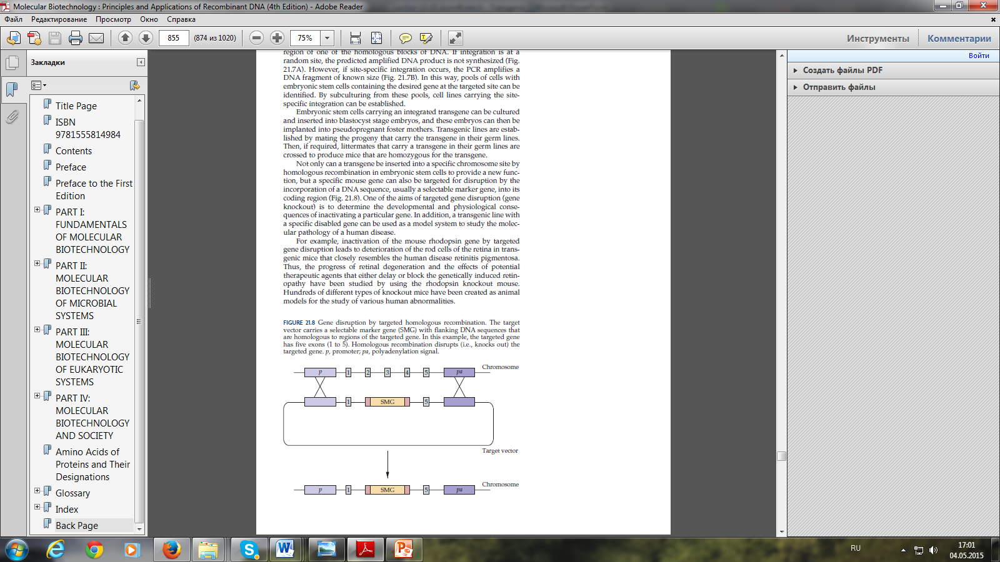 Molecular Biotechnology : Principles and Applications of Recombinant DNA (4th Edition) - Adobe Reader
Файл Редактирование Просмотр Окно Справка
855 (874 из 1020) 75% Инструменты Комментарии
Войти
Создать файлы PDF
Отправить файлы
Закладки
Title Page
ISBN
9781555814984
Contents
Preface
Preface to the First
Edition
PART I:
FUNDAMENTALS
OF MOLECULAR
BIOTECHNOLOGY
PART II:
MOLECULAR
BIOTECHNOLOGY
OF MICROBIAL
SYSTEMS
PART III:
MOLECULAR
BIOTECHNOLOGY
OF EUKARYOTIC
SYSTEMS
PART IV:
MOLECULAR
BIOTECHNOLOGY
AND SOCIETY
Amino Acids of
Proteins and Their
Designations
Glossary
Index
Back Page
region of one of the homologous blocks of DNA. If integration is at a
random site, the predicted amplified DNA product is not synthesized (Fig.
21.7A). However, if site-specific integration occurs, the PCR amplifies a
DNA fragment of known size (Fig. 21.7B). In this way, pools of cells with
embryonic stem cells containing the desired gene at the targeted site can be
identified. By subculturing from these pools, cell lines carrying the site-
specific integration can be established.
Embryonic stem cells carrying an integrated transgene can be cultured
and inserted into blastocyst stage embryos, and these embryos can then be
implanted into pseudopregnant foster mothers. Transgenic lines are estab-
lished by mating the progeny that carry the transgene in their germ lines.
Then, if required, littermates that carry a transgene in their germ lines are
crossed to produce mice that are homozygous for the transgene.
Not only can a transgene be inserted into a specific chromosome site by
homologous recombination in embryonic stem cells to provide a new func-
tion, but a specific mouse gene can also be targeted for disruption by the
incorporation of a DNA sequence, usually a selectable marker gene, into its
coding region (Fig. 21.8). One of the aims of targeted gene disruption (gene
knockout) is to determine the developmental and physiological conse-
quences of inactivating a particular gene. In addition, a transgenic line with
a specific disabled gene can be used as a model system to study the molec-
ular pathology of a human disease.
For example, inactivation of the mouse rhodopsin gene by targeted
gene disruption leads to deterioration of the rod cells of the retina in trans-
genic mice that closely resembles the human disease retinitis pigmentosa.
Thus, the progress of retinal degeneration and the effects of potential
therapeutic agents that either delay or block the genetically induced retin-
opathy have been studied by using the rhodopsin knockout mouse.
Hundreds of different types of knockout mice have been created as animal
models for the study of various human abnormalities.
FIGURE 21.8 Gene disruption by targeted homologous recombination. The target
vector carries a selectable marker gene (SMG) with flanking DNA sequences that
are homologous to regions of the targeted gene. In this example, the targeted gene
has five exons (1 to 5). Homologous recombination disrupts (i.e., knocks out) the
targeted gene. p, promoter; pa, polyadenylation signal.
Chromosome
p 1 2 3 4 5 pa
1 SMG 5
Target vector
Chromosome
p 1 SMG 5 pa
RU
17:01
04.05.2015